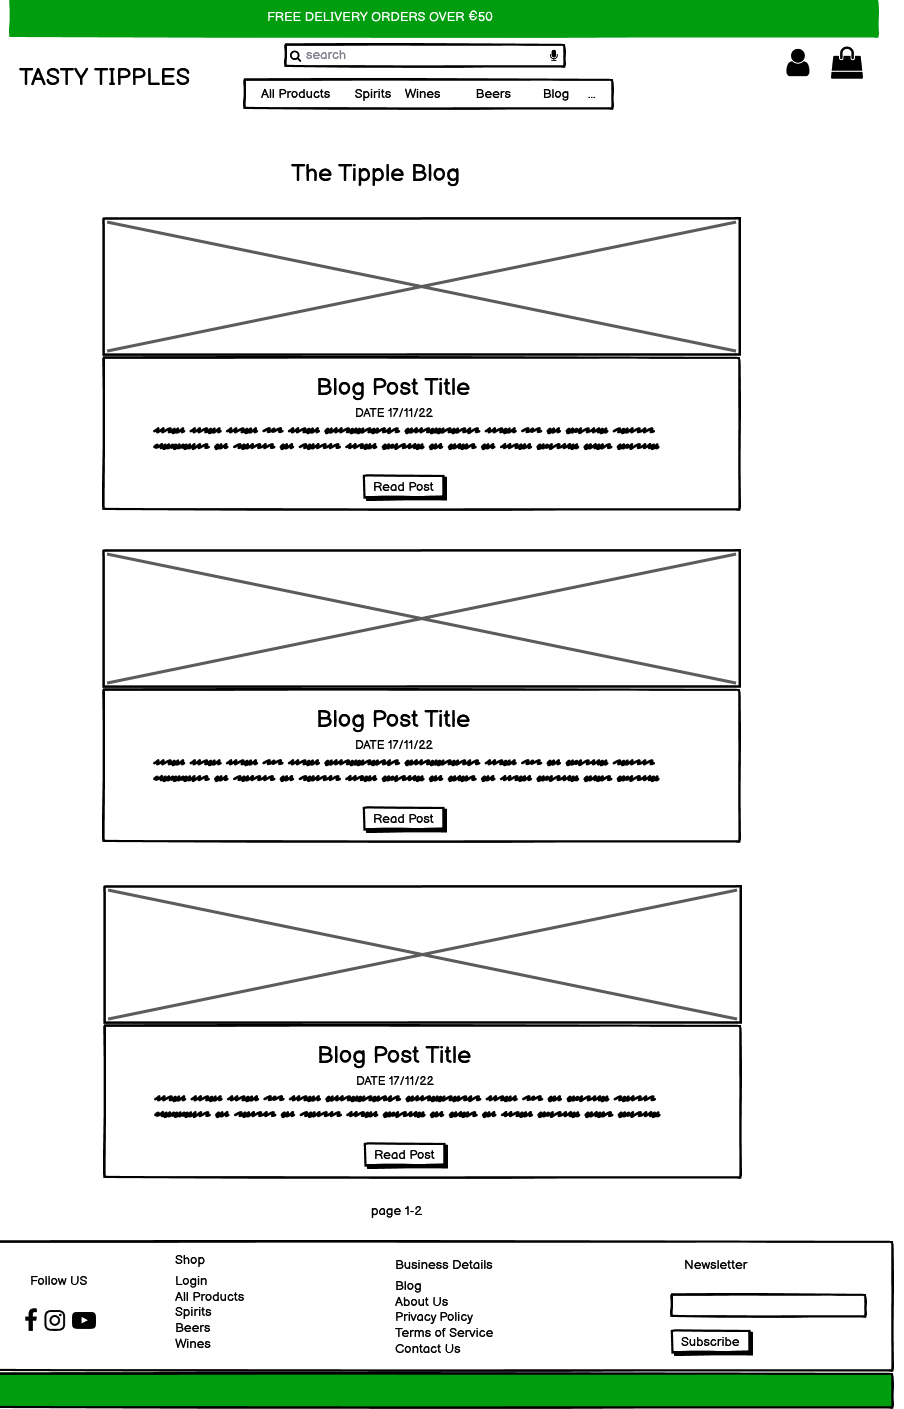 FREE DELIVERY ORDERS OVER €50
search
TASTY TIPPLES
All Products Spirits Wines Beers Blog ...
The Tipple Blog
Blog Post Title
DATE 17/11/22
Read Post
Blog Post Title
DATE 17/11/22
Read Post
Blog Post Title
DATE 17/11/22
Read Post
page 1-2
Follow US
Shop
Login
All Products
Spirits
Beers
Wines
Business Details
Blog
About Us
Privacy Policy
Terms of Service
Contact Us
Newsletter
Subscribe